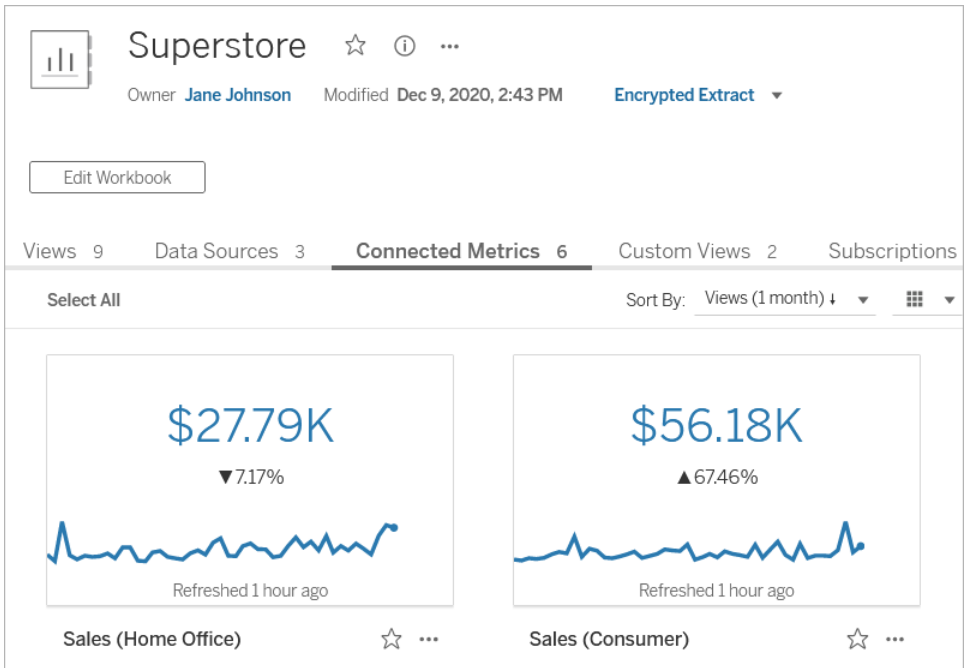 Superstore
Owner Jane Johnson Modified Dec 9, 2020, 2:43 PM Encrypted Extract
Edit Workbook
Views 9 Data Sources 3 Connected Metrics 6 Custom Views 2 Subscriptions
Select All Sort By: Views (1 month) ↓
$27.79K $56.18K
▼7.17% ▲67.46%
Refreshed 1 hour ago Refreshed 1 hour ago
Sales (Home Office) Sales (Consumer)